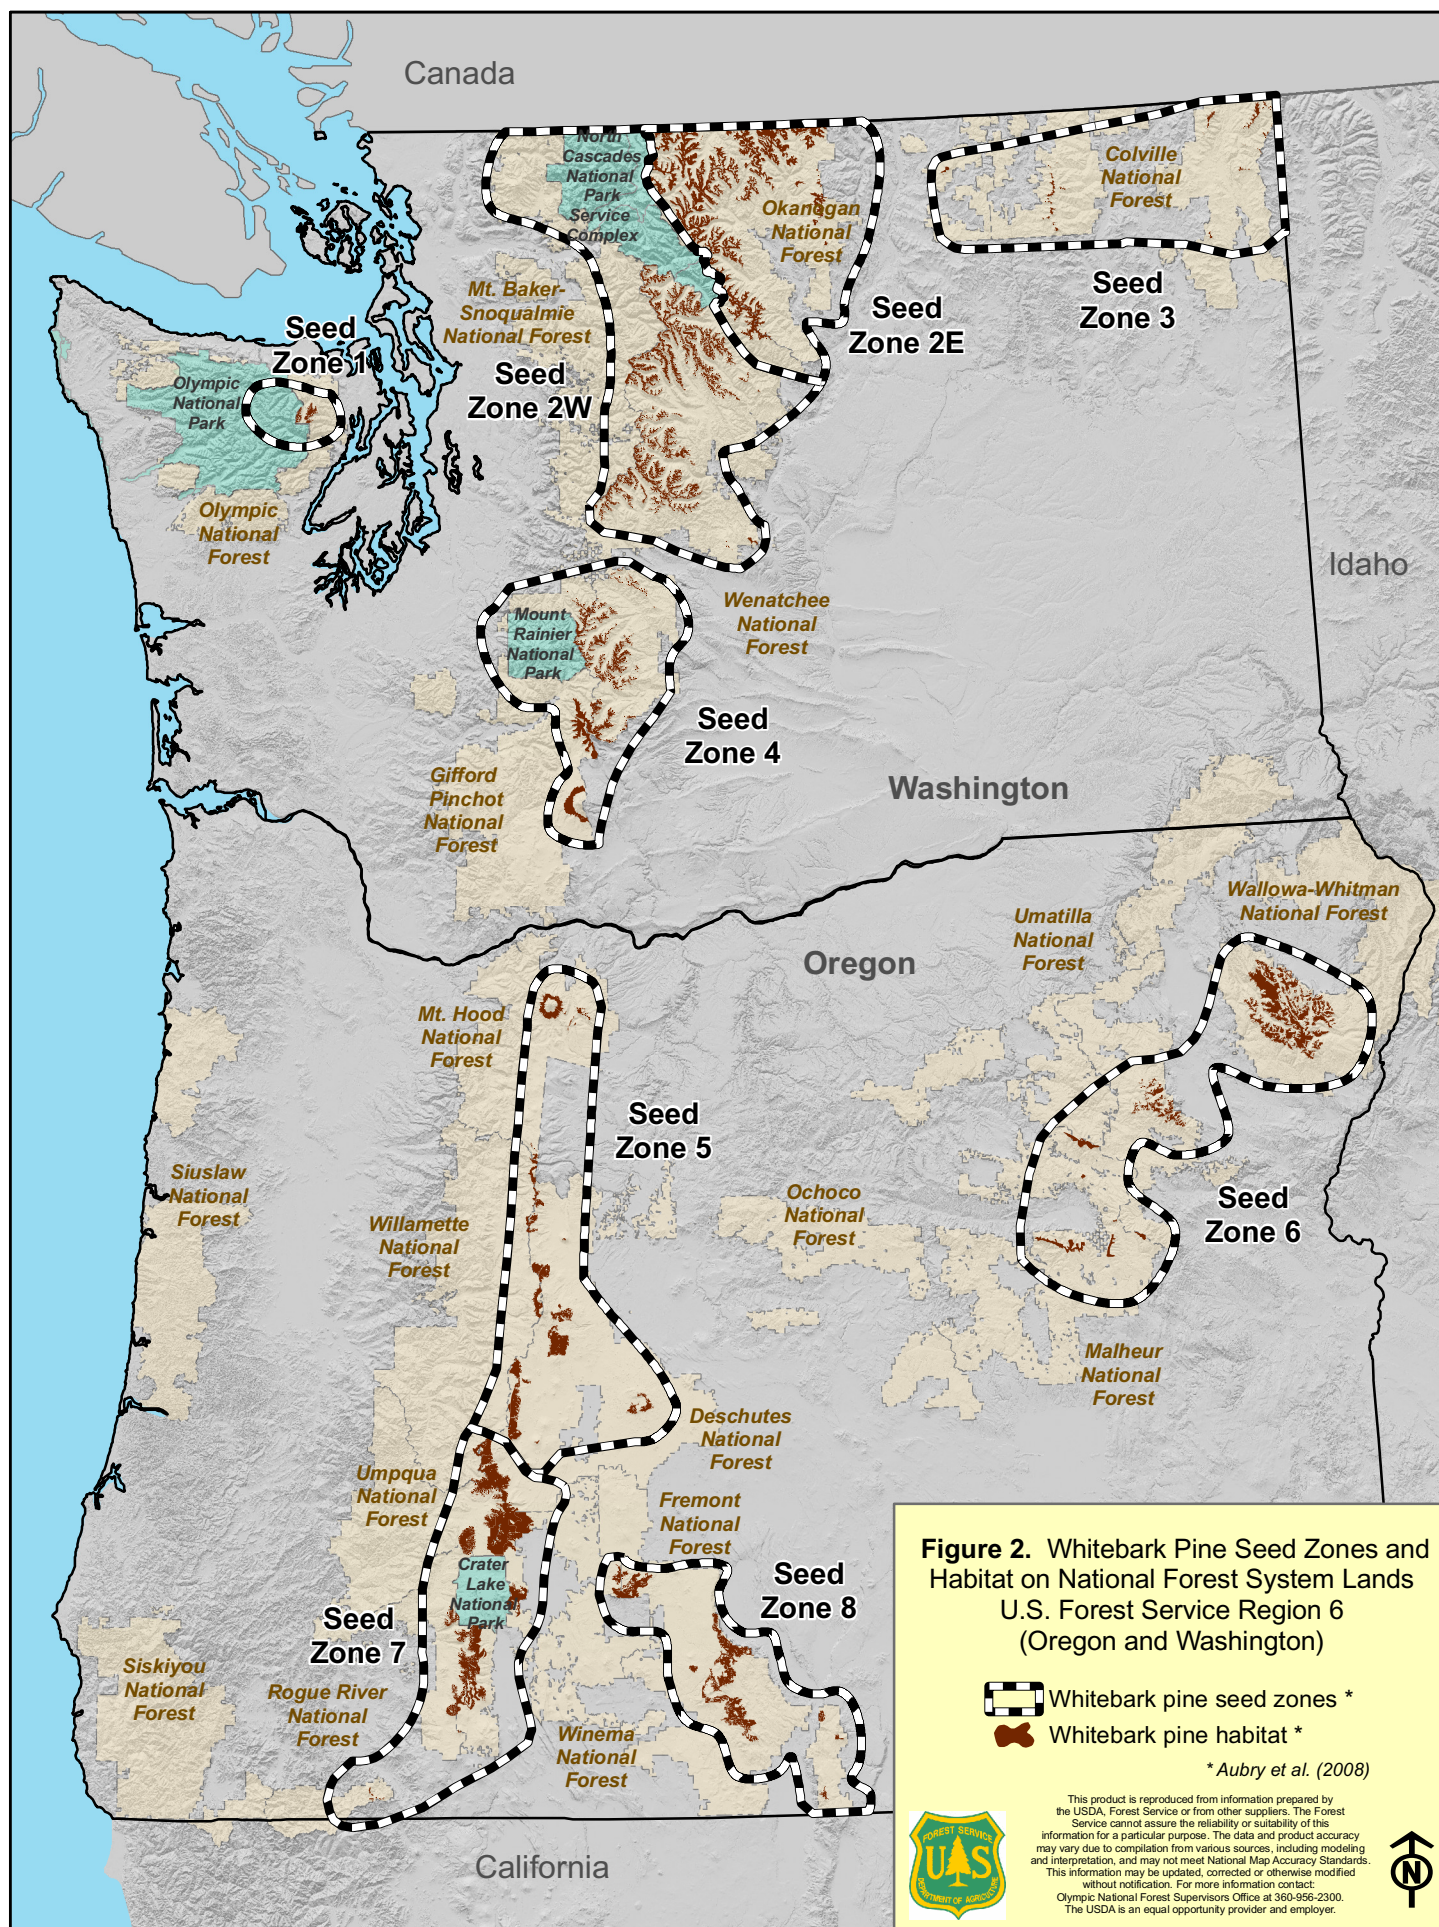 Canada
North
Cascades
National
Park
Service
Complex
Okanogan
National
Forest
Colville
National
Forest
Mt. Baker-
Snoqualmie
National Forest
Seed
Zone 1
Seed
Zone 2E
Seed
Zone 3
Seed
Zone 2W
Olympic
National
Park
Olympic
National
Forest
Idaho
Mount
Rainier
National
Park
Wenatchee
National
Forest
Seed
Zone 4
Gifford
Pinchot
National
Forest
Washington
Oregon
Umatilla
National
Forest
Wallowa-Whitman
National Forest
Mt. Hood
National
Forest
Seed
Zone 5
Siuslaw
National
Forest
Willamette
National
Forest
Ochoco
National
Forest
Seed
Zone 6
Malheur
National
Forest
Deschutes
National
Forest
Umpqua
National
Forest
Fremont
National
Forest
Crater
Lake
National
Park
Seed
Zone 7
Seed
Zone 8
Siskiyou
National
Forest
Rogue River
National
Forest
Winema
National
Forest
California
Figure 2. Whitebark Pine Seed Zones and
Habitat on National Forest System Lands
U.S. Forest Service Region 6
(Oregon and Washington)
Whitebark pine seed zones *
Whitebark pine habitat *
* Aubry et al. (2008)
This product is reproduced from information prepared by
the USDA, Forest Service or from other suppliers. The Forest
Service cannot assure the reliability or suitability of this
information for a particular purpose. The data and product accuracy
may vary due to compilation from various sources, including modeling
and interpretation, and may not meet National Map Accuracy Standards.
This information may be updated, corrected or otherwise modified
without notification. For more information contact:
Olympic National Forest Supervisors Office at 360-956-2300.
The USDA is an equal opportunity provider and employer.
FOREST SERVICE
U S
DEPARTMENT OF AGRICULTURE
N